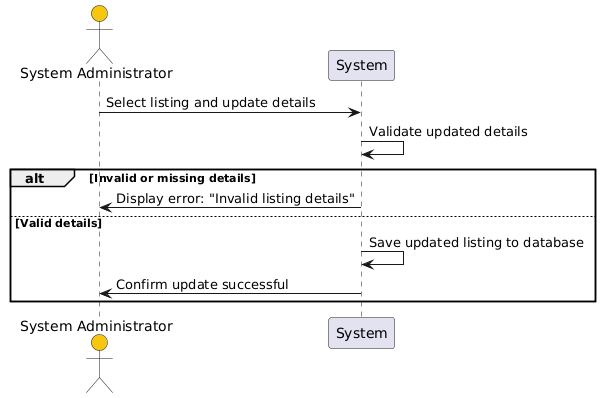 System Administrator
System
Select listing and update details
Validate updated details
alt
[Invalid or missing details]
Display error: "Invalid listing details"
[Valid details]
Save updated listing to database
Confirm update successful
System Administrator
System